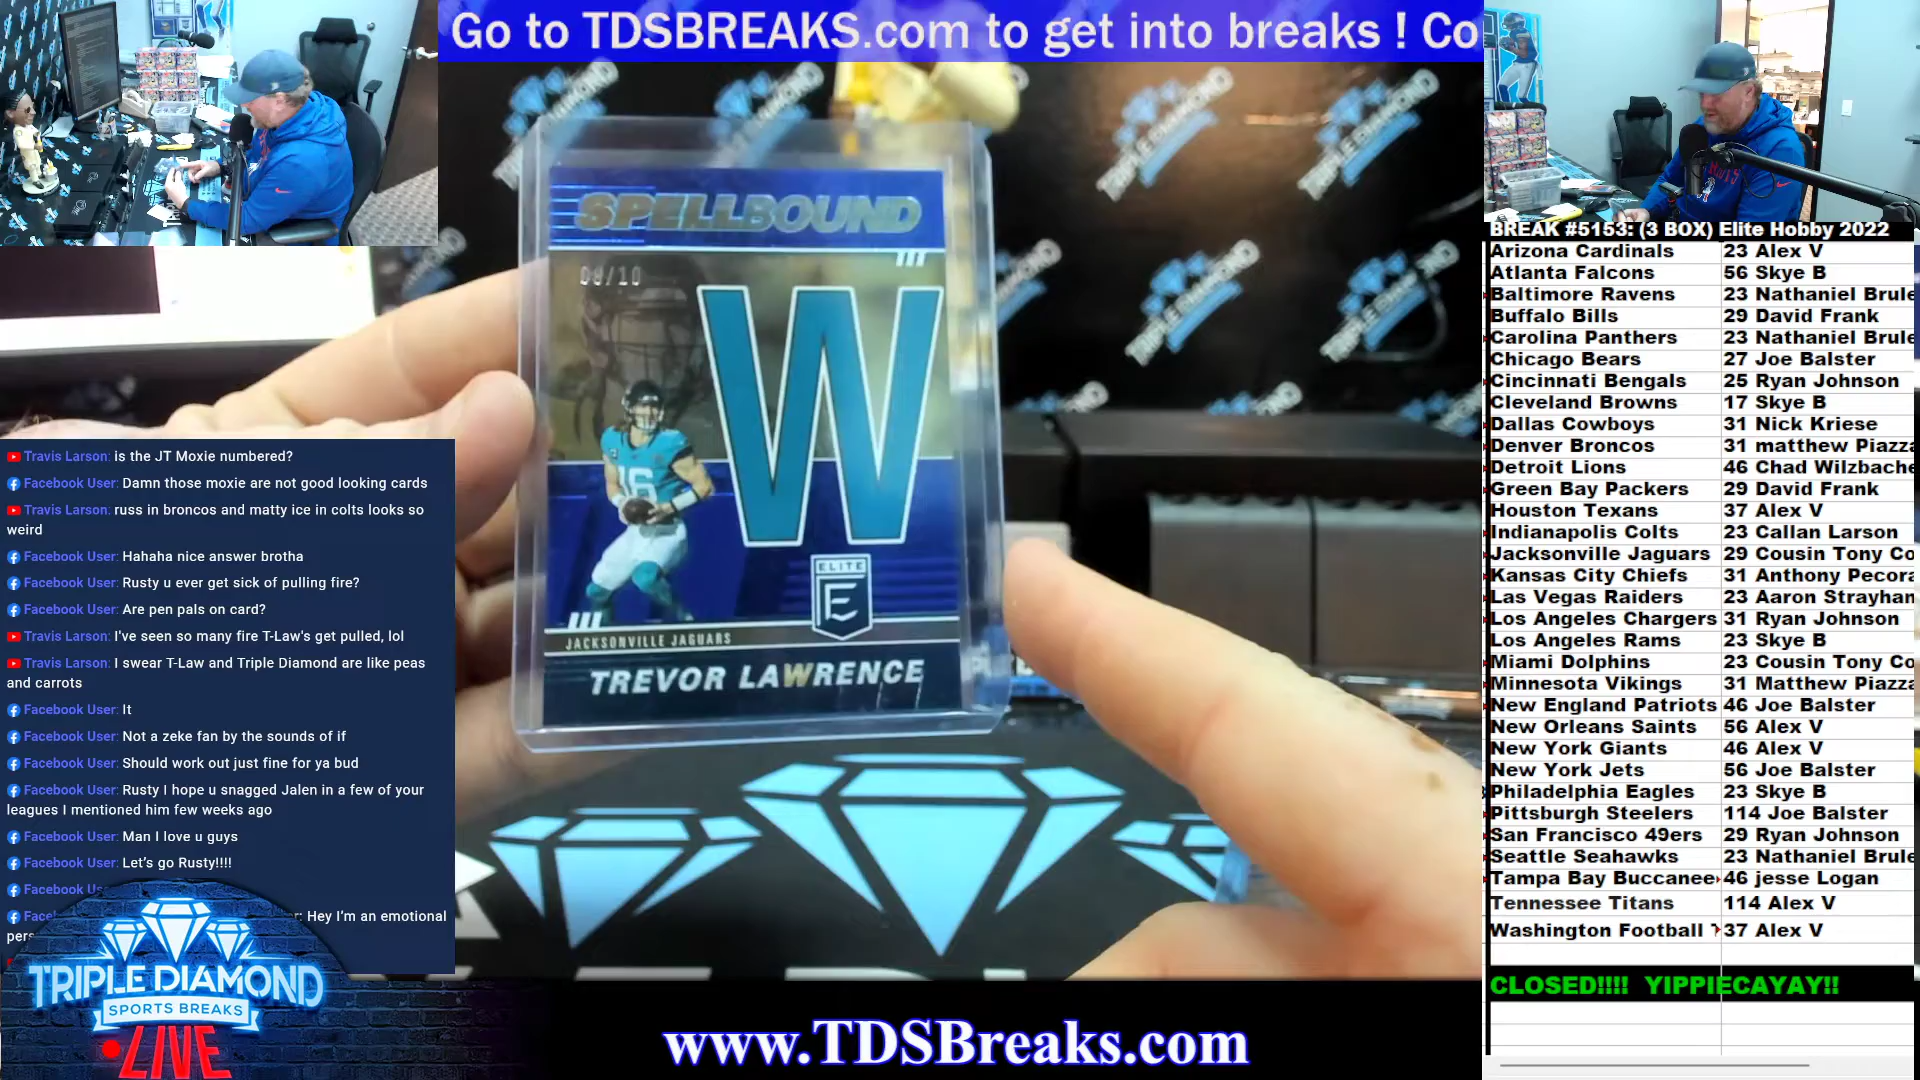 Go to TDSBREAKS.com to get into breaks ! Co
SPELLBOUND
/10
W
16
ELITE
E
JACKSONVILLE JAGUARS
TREVOR LAWRENCE
TRIPLE DIAMOND
TRIPLE DIAMOND
Travis Larson: is the JT Moxie numbered?
Facebook User: Damn those moxie are not good looking cards
Travis Larson: russ in broncos and matty ice in colts looks so
weird
Facebook User: Hahaha nice answer brotha
Facebook User: Rusty u ever get sick of pulling fire?
Facebook User: Are pen pals on card?
Travis Larson: I've seen so many fire T-Law's get pulled, lol
Travis Larson: I swear T-Law and Triple Diamond are like peas
and carrots
Facebook User: It
Facebook User: Not a zeke fan by the sounds of if
Facebook User: Should work out just fine for ya bud
Facebook User: Rusty I hope u snagged Jalen in a few of your
leagues I mentioned him few weeks ago
Facebook User: Man I love u guys
Facebook User: Let's go Rusty!!!!
Hey I'm an emotional
TRIPLE DIAMOND
SPORTS BREAKS
LIVE
www.TDSBreaks.com
BREAK #5153: (3 BOX) Elite Hobby 2022
Arizona Cardinals 23 Alex V
Atlanta Falcons 56 Skye B
Baltimore Ravens 23 Nathaniel Brule
Buffalo Bills 29 David Frank
Carolina Panthers 23 Nathaniel Brule
Chicago Bears 27 Joe Balster
Cincinnati Bengals 25 Ryan Johnson
Cleveland Browns 17 Skye B
Dallas Cowboys 31 Nick Kriese
Denver Broncos 31 matthew Piazza
Detroit Lions 46 Chad Wilzbache
Green Bay Packers 29 David Frank
Houston Texans 37 Alex V
Indianapolis Colts 23 Callan Larson
Jacksonville Jaguars 29 Cousin Tony Co
Kansas City Chiefs 31 Anthony Pecora
Las Vegas Raiders 23 Aaron Strayhan
Los Angeles Chargers 31 Ryan Johnson
Los Angeles Rams 23 Skye B
Miami Dolphins 23 Cousin Tony Co
Minnesota Vikings 31 Matthew Piazza
New England Patriots 46 Joe Balster
New Orleans Saints 56 Alex V
New York Giants 46 Alex V
New York Jets 56 Joe Balster
Philadelphia Eagles 23 Skye B
Pittsburgh Steelers 114 Joe Balster
San Francisco 49ers 29 Ryan Johnson
Seattle Seahawks 23 Nathaniel Brule
Tampa Bay Buccanee 46 jesse Logan
Tennessee Titans 114 Alex V
Washington Football 37 Alex V
CLOSED!!!! YIPPIECAYAY!!